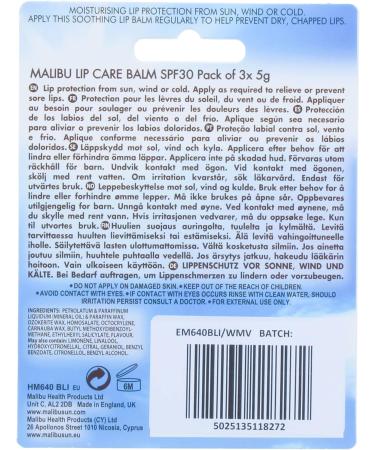 MOISTURISING LIP PROTECTION FROM SUN, WIND OR COLD.
APPLY THIS SOOTHING LIP BALM REGULARLY TO HELP PREVENT DRY, CHAPPED LIPS.
MALIBU LIP CARE BALM SPF30 Pack of 3x 5g
EN Lip protection from sun, wind or cold. Apply as required to relieve or prevent
sore lips. FR Protection pour les lèvres du soleil, du vent ou du froid. Appliquer
au besoin pour soulager ou prévenir les douleurs des lèvres. ES Protección
de los labios del sol, del viento o del frío. Aplique según sea necesario
para aliviar o prevenir el dolor labial. PT Proteção labial contra sol, vento
e frio. Aplique conforme necessário para aliviar ou prevenir lábios
doloridos. SE Läppskydd mot sol, vind och kyla. Applicera efter behov för att
lindra eller förhindra ömma läppar. Applicera inte på skadad hud. Förvaras utom
räckhåll för barn. Undvik kontakt med ögonen. Vid kontakt med ögonen,
skölj med rent vatten. Om irritation uppstår, sök läkarvård. Endast för
utvärtes bruk. NO Leppebeskyttelse mot sol, vind og kulde. Bruk etter behov for å
lindre eller forhindre såre lepper. Må ikke brukes på åpne sår. Oppbevares
utilgjengelig for barn. Unngå kontakt med øynene. Ved kontakt med øynene, må
du skylle med rent vann. Hvis irritasjonen vedvarer, må du oppsøke lege. Kun
til utvortes bruk. FIN Huulien suojaus auringolta, tuulelta ja kylmältä. Levitä
tarvittaessa huulten lievittämiseksi tai estämiseksi. Älä levitä vahingoittuneelle
iholle. Säilytettävä lasten ulottumattomissa. Vältä kosketusta silmiin. Jos ainetta
joutuu silmiin, huuhtele puhtaalla vedellä. Jos ärsytys jatkuu, hakeudu lääkärin
hoitoon. Vain ulkoiseen käyttöön. DE LIPPENSCHUTZ VOR SONNE, WIND UND
KÄLTE. Bei Bedarf auftragen, um Lippenschmerzen zu lindern oder vorzubeugen.
•DO NOT APPLY ON DAMAGED SKIN. •KEEP OUT OF THE REACH OF CHILDREN.
•AVOID CONTACT WITH EYES. •IF CONTACT WITH EYES OCCURS RINSE WITH CLEAN WATER, SHOULD
IRRITATION PERSIST CONSULT A DOCTOR. •FOR EXTERNAL USE ONLY.
INGREDIENTS: PETROLATUM & PARAFFINUM
LIQUIDUM (MINERAL OIL) & PARAFFIN WAX,
OZOKERITE WAX, HOMOSALATE, OCTOCRYLENE,
CARNAUBA WAX, BUTYL METHOXYDIBENZOYL-
METHANE, ETHYLHEXYL SALICYLATE, FLAVOUR.
May also contain: LIMONENE, LINALOOL,
HYDROXYCITRONELLAL, CITRAL, GERANIOL,
CITRONELLOL, BENZYL ALCOHOL
HM640 BLI EU
Malibu Health Products Ltd
Unit C, AL2 2DB Made in England, UK
www.malibusun.com
Malibu Health Products (CY) Ltd
26 Apollonos Street 1010 Nicosia, Cyprus
6M
EM640BLI/WMV BATCH:
5025135118272